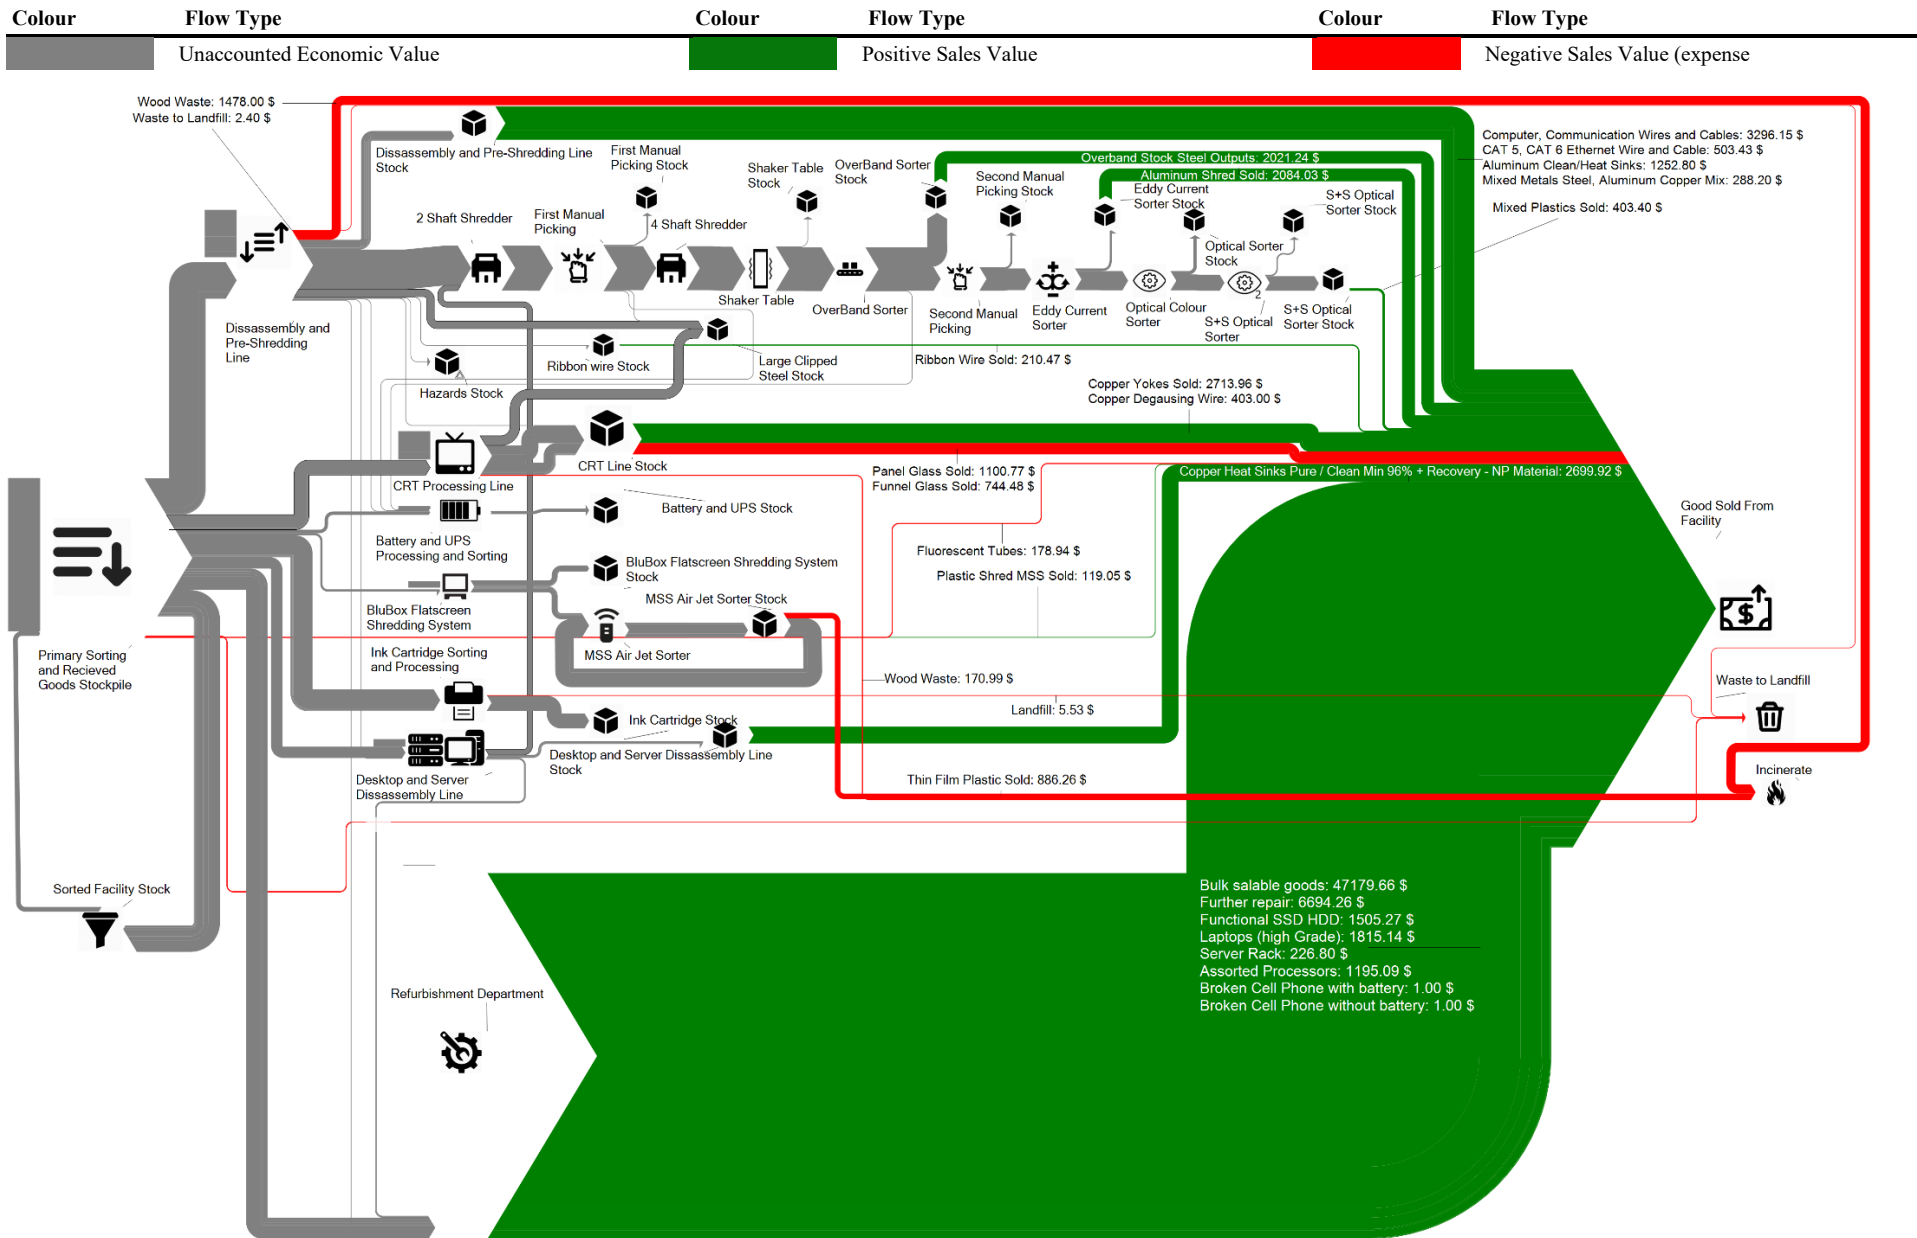 Colour Flow Type Colour Flow Type Colour Flow Type
Unaccounted Economic Value Positive Sales Value Negative Sales Value (expense
Wood Waste: 1478.00 $
Waste to Landfill: 2.40 $
Dissassembly and Pre-Shredding Line
Stock
First Manual
Picking Stock
Shaker Table
Stock
OverBand Sorter
Stock
Overband Stock Steel Outputs: 2021.24 $
Aluminum Shred Sold: 2084.03 $
Second Manual
Picking Stock
Eddy Current
Sorter Stock
S+S Optical
Sorter Stock
Computer, Communication Wires and Cables: 3296.15 $
CAT 5, CAT 6 Ethernet Wire and Cable: 503.43 $
Aluminum Clean/Heat Sinks: 1252.80 $
Mixed Metals Steel, Aluminum Copper Mix: 288.20 $
Mixed Plastics Sold: 403.40 $
2 Shaft Shredder
First Manual
Picking
4 Shaft Shredder
Optical Sorter
Stock
2
Shaker Table
OverBand Sorter
Second Manual
Picking
Eddy Current
Sorter
Optical Colour
Sorter
S+S Optical
Sorter
S+S Optical
Sorter Stock
Dissassembly and
Pre-Shredding
Line
Hazards Stock
Ribbon wire Stock
Large Clipped
Steel Stock
Ribbon Wire Sold: 210.47 $
Copper Yokes Sold: 2713.96 $
Copper Degausing Wire: 403.00 $
CRT Processing Line
CRT Line Stock
Panel Glass Sold: 1100.77 $
Funnel Glass Sold: 744.48 $
Copper Heat Sinks Pure / Clean Min 96% + Recovery - NP Material: 2699.92 $
Battery and UPS Stock
Good Sold From
Facility
Battery and UPS
Processing and Sorting
Fluorescent Tubes: 178.94 $
Plastic Shred MSS Sold: 119.05 $
BluBox Flatscreen Shredding System
Stock
MSS Air Jet Sorter Stock
BluBox Flatscreen
Shredding System
MSS Air Jet Sorter
Primary Sorting
and Recieved
Goods Stockpile
Ink Cartridge Sorting
and Processing
Wood Waste: 170.99 $
Waste to Landfill
Landfill: 5.53 $
Ink Cartridge Stock
Desktop and Server Dissassembly Line
Stock
Desktop and Server
Dissassembly Line
Thin Film Plastic Sold: 886.26 $
Incinerate
Sorted Facility Stock
Bulk salable goods: 47179.66 $
Further repair: 6694.26 $
Functional SSD HDD: 1505.27 $
Laptops (high Grade): 1815.14 $
Server Rack: 226.80 $
Assorted Processors: 1195.09 $
Broken Cell Phone with battery: 1.00 $
Broken Cell Phone without battery: 1.00 $
Refurbishment Department